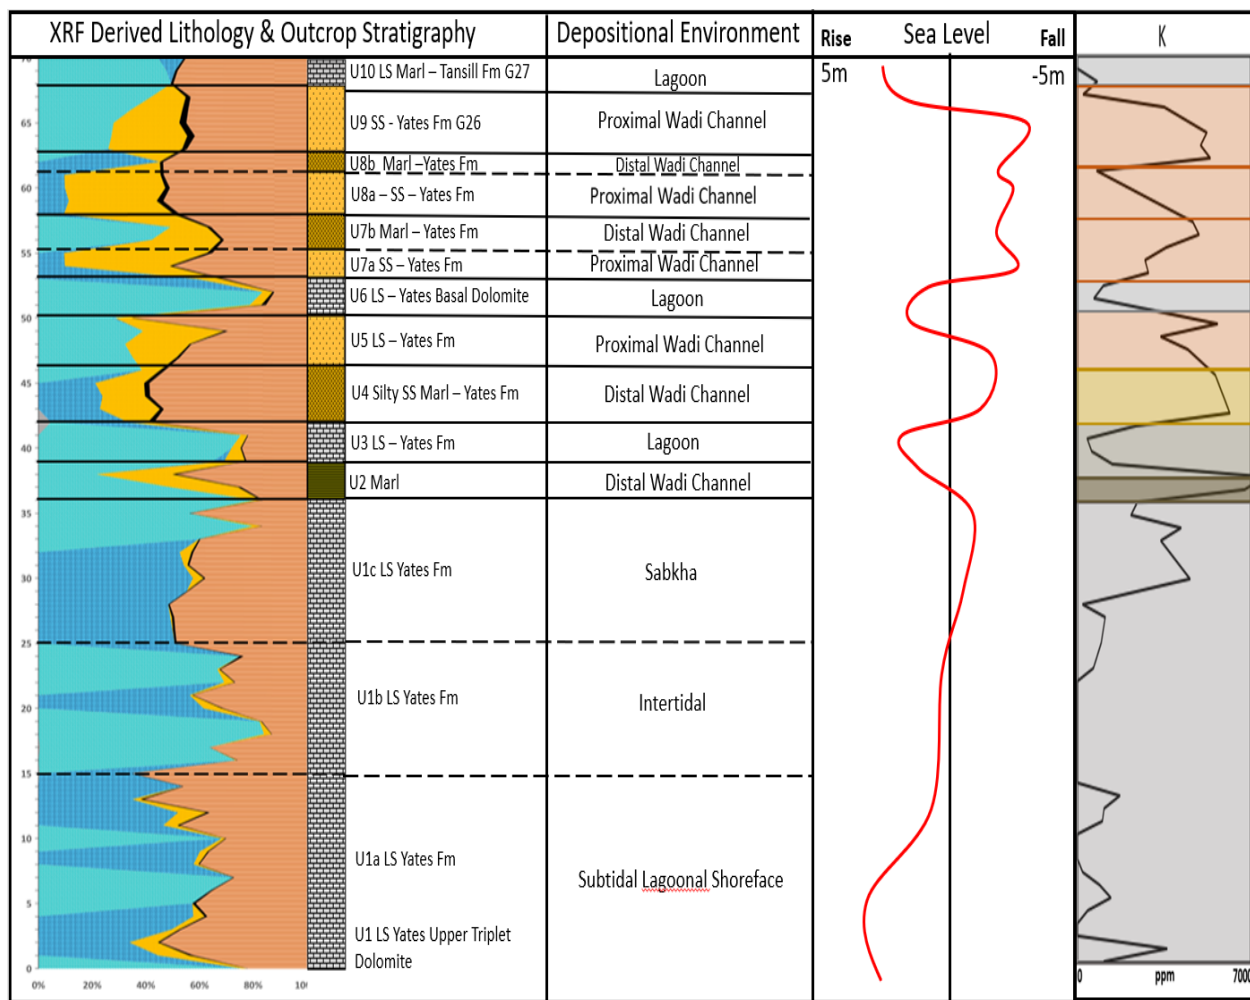 XRF Derived Lithology & Outcrop Stratigraphy
Depositional Environment
Rise Sea Level Fall
K
5m -5m
U10 LS Marl – Tansill Fm G27
Lagoon
65
U9 SS - Yates Fm G26
Proximal Wadi Channel
U8b Marl –Yates Fm
Distal Wadi Channel
60
U8a – SS – Yates Fm
Proximal Wadi Channel
U7b Marl – Yates Fm
Distal Wadi Channel
55
U7a SS – Yates Fm
Proximal Wadi Channel
U6 LS – Yates Basal Dolomite
Lagoon
50
U5 LS – Yates Fm
Proximal Wadi Channel
45
U4 Silty SS Marl – Yates Fm
Distal Wadi Channel
40
U3 LS – Yates Fm
Lagoon
U2 Marl
Distal Wadi Channel
35
30
U1c LS Yates Fm
Sabkha
25
20
U1b LS Yates Fm
Intertidal
15
10
U1a LS Yates Fm
Subtidal Lagoonal Shoreface
5
U1 LS Yates Upper Triplet
Dolomite
0
0% 20% 40% 60% 80% 10
0 ppm 7000